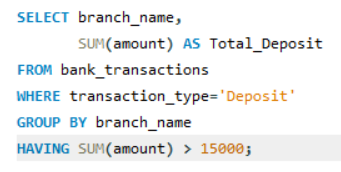 SELECT branch_name,
       SUM(amount) AS Total_Deposit
FROM bank_transactions
WHERE transaction_type='Deposit'
GROUP BY branch_name
HAVING SUM(amount) > 15000;